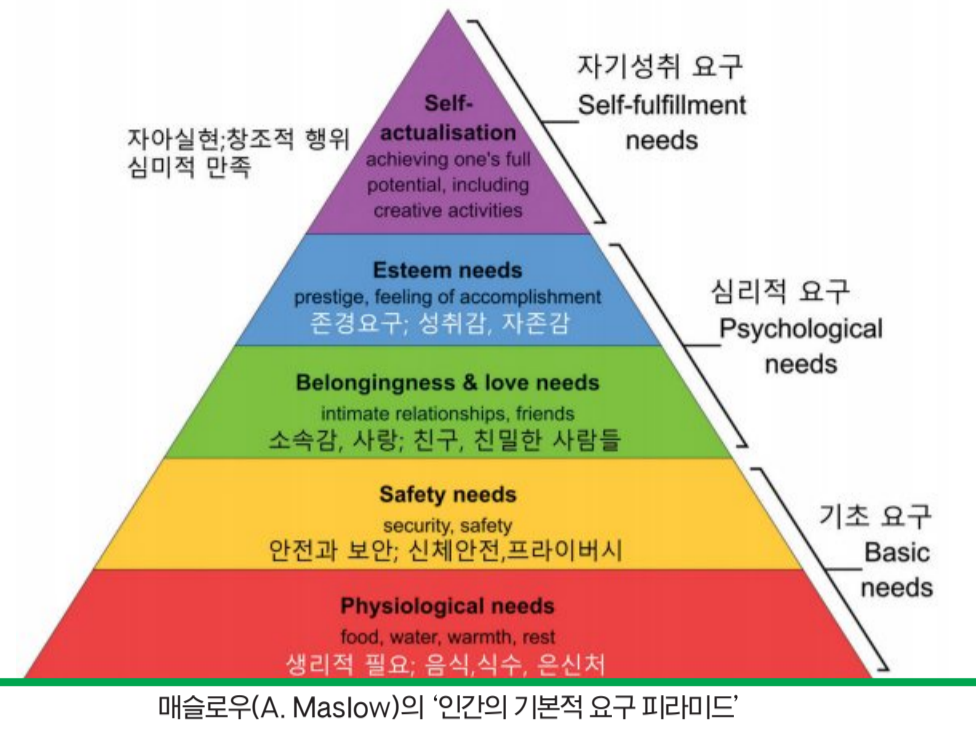 자기성취 요구
Self-fulfillment
needs
Self-
actualisation
achieving one's full
potential, including
creative activities
자아실현;창조적 행위
심미적 만족
Esteem needs
prestige, feeling of accomplishment
존경요구; 성취감, 자존감
심리적 요구
Psychological
needs
Belongingness & love needs
intimate relationships, friends
소속감, 사랑; 친구, 친밀한 사람들
Safety needs
security, safety
안전과 보안; 신체안전,프라이버시
기초 요구
Basic
needs
Physiological needs
food, water, warmth, rest
생리적 필요; 음식,식수, 은신처
매슬로우(A. Maslow)의 ‘인간의 기본적 요구 피라미드’